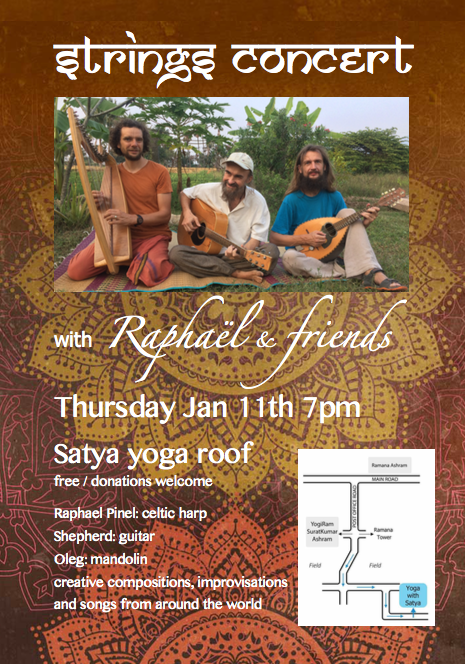 strings concert
with Raphaël & friends
Thursday Jan 11th 7pm
Satya yoga roof
free / donations welcome
Raphael Pinel: celtic harp
Shepherd: guitar
Oleg: mandolin
creative compositions, improvisations
and songs from around the world
Ramana Ashram
MAIN ROAD
POST OFFICE ROAD
YogiRam
SuratKumar
Ashram
Ramana
Tower
Field
Field
Yoga
with
Satya